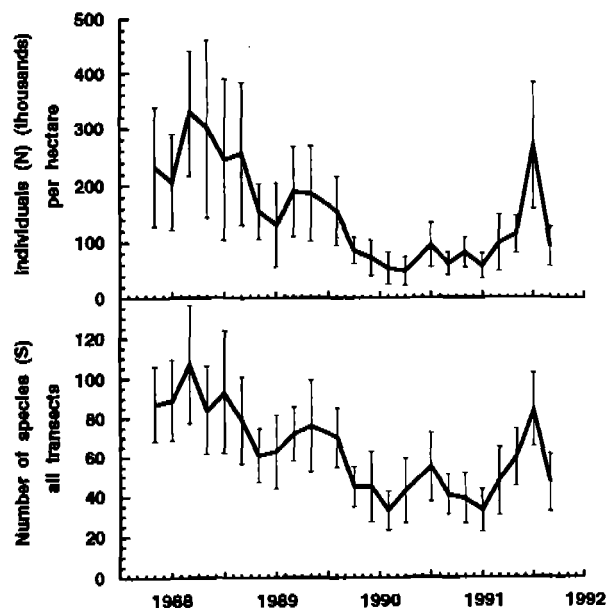 Individuals (N) (thousands)
per hectare
500
400
300
200
100
0
Number of species (S)
all transects
120
100
80
60
40
20
0
1988 1989 1990 1991 1992